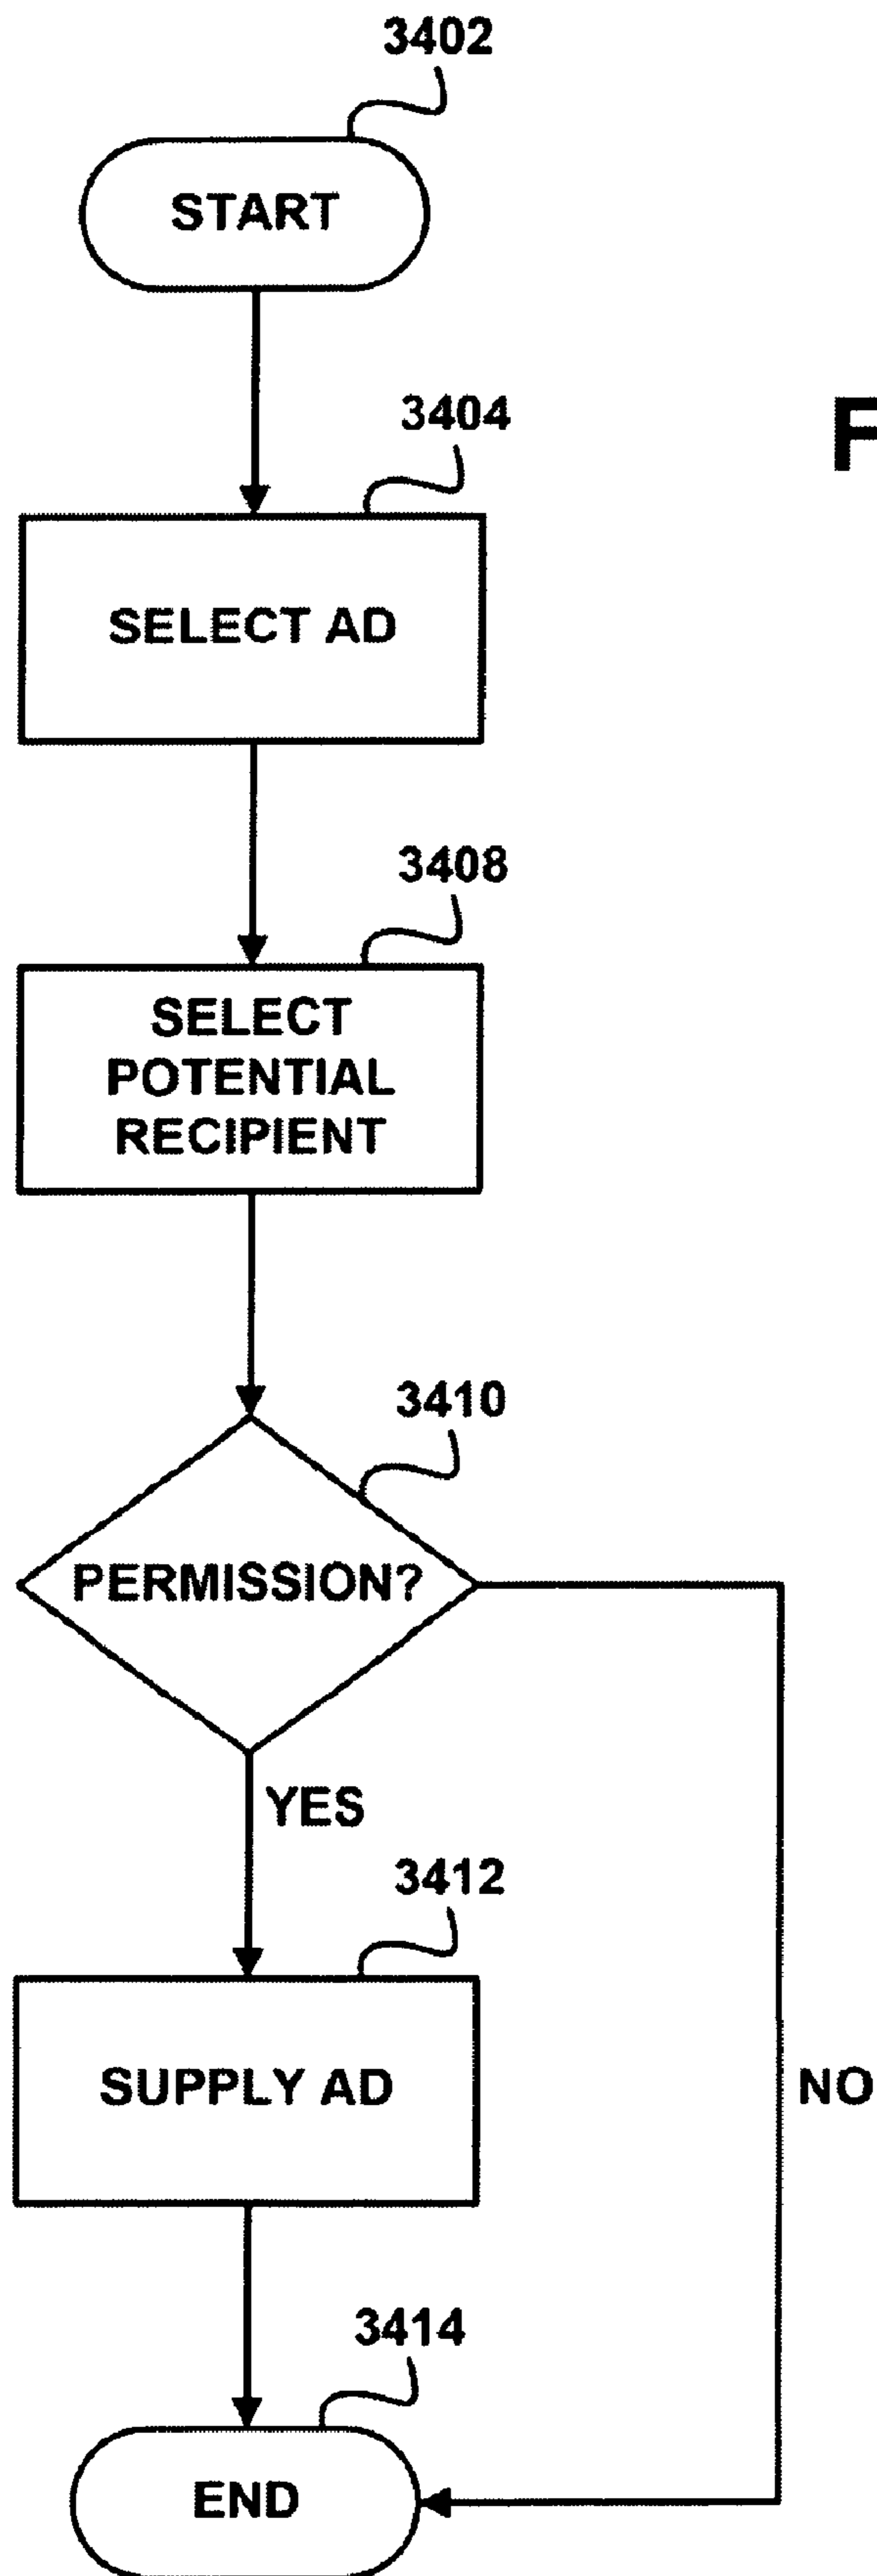 3402
START
3404
F
SELECT AD
3408
SELECT
POTENTIAL
RECIPIENT
3410
PERMISSION?
YES
3412
SUPPLY AD
NO
3414
END